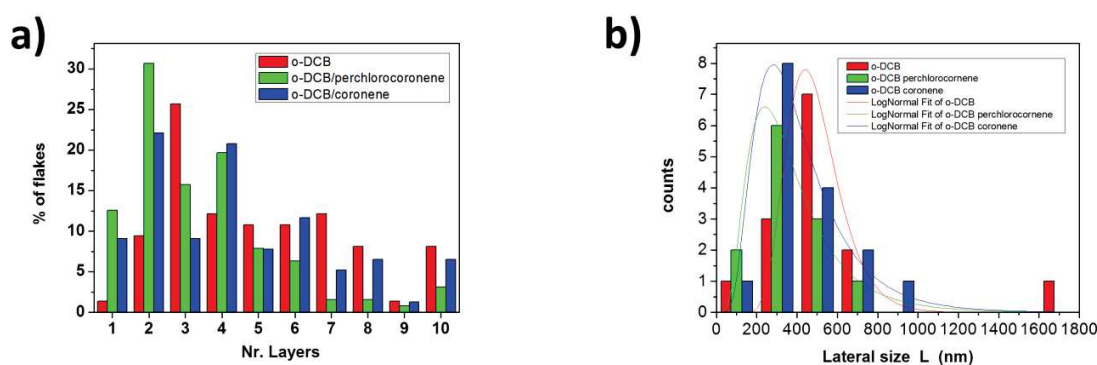 a)
30
25
20
15
10
5
0
% of flakes
o-DCB
o-DCB/perchlorocoronene
o-DCB/coronene
1 2 3 4 5 6 7 8 9 10
Nr. Layers
b)
counts
8
7
6
5
4
3
2
1
0
o-DCB
o-DCB perchlorocornene
o-DCB coronene
LogNormal Fit of o-DCB
LogNormal Fit of o-DCB perchlorocornene
LogNormal Fit of o-DCB coronene
0 200 400 600 800 1000 1200 1400 1600 1800
Lateral size L (nm)